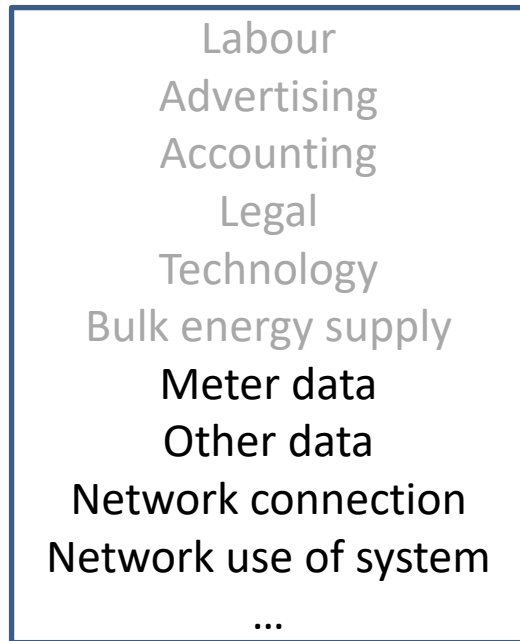 Labour
Advertising
Accounting
Legal
Technology
Bulk energy supply
Meter data
Other data
Network connection
Network use of system
...